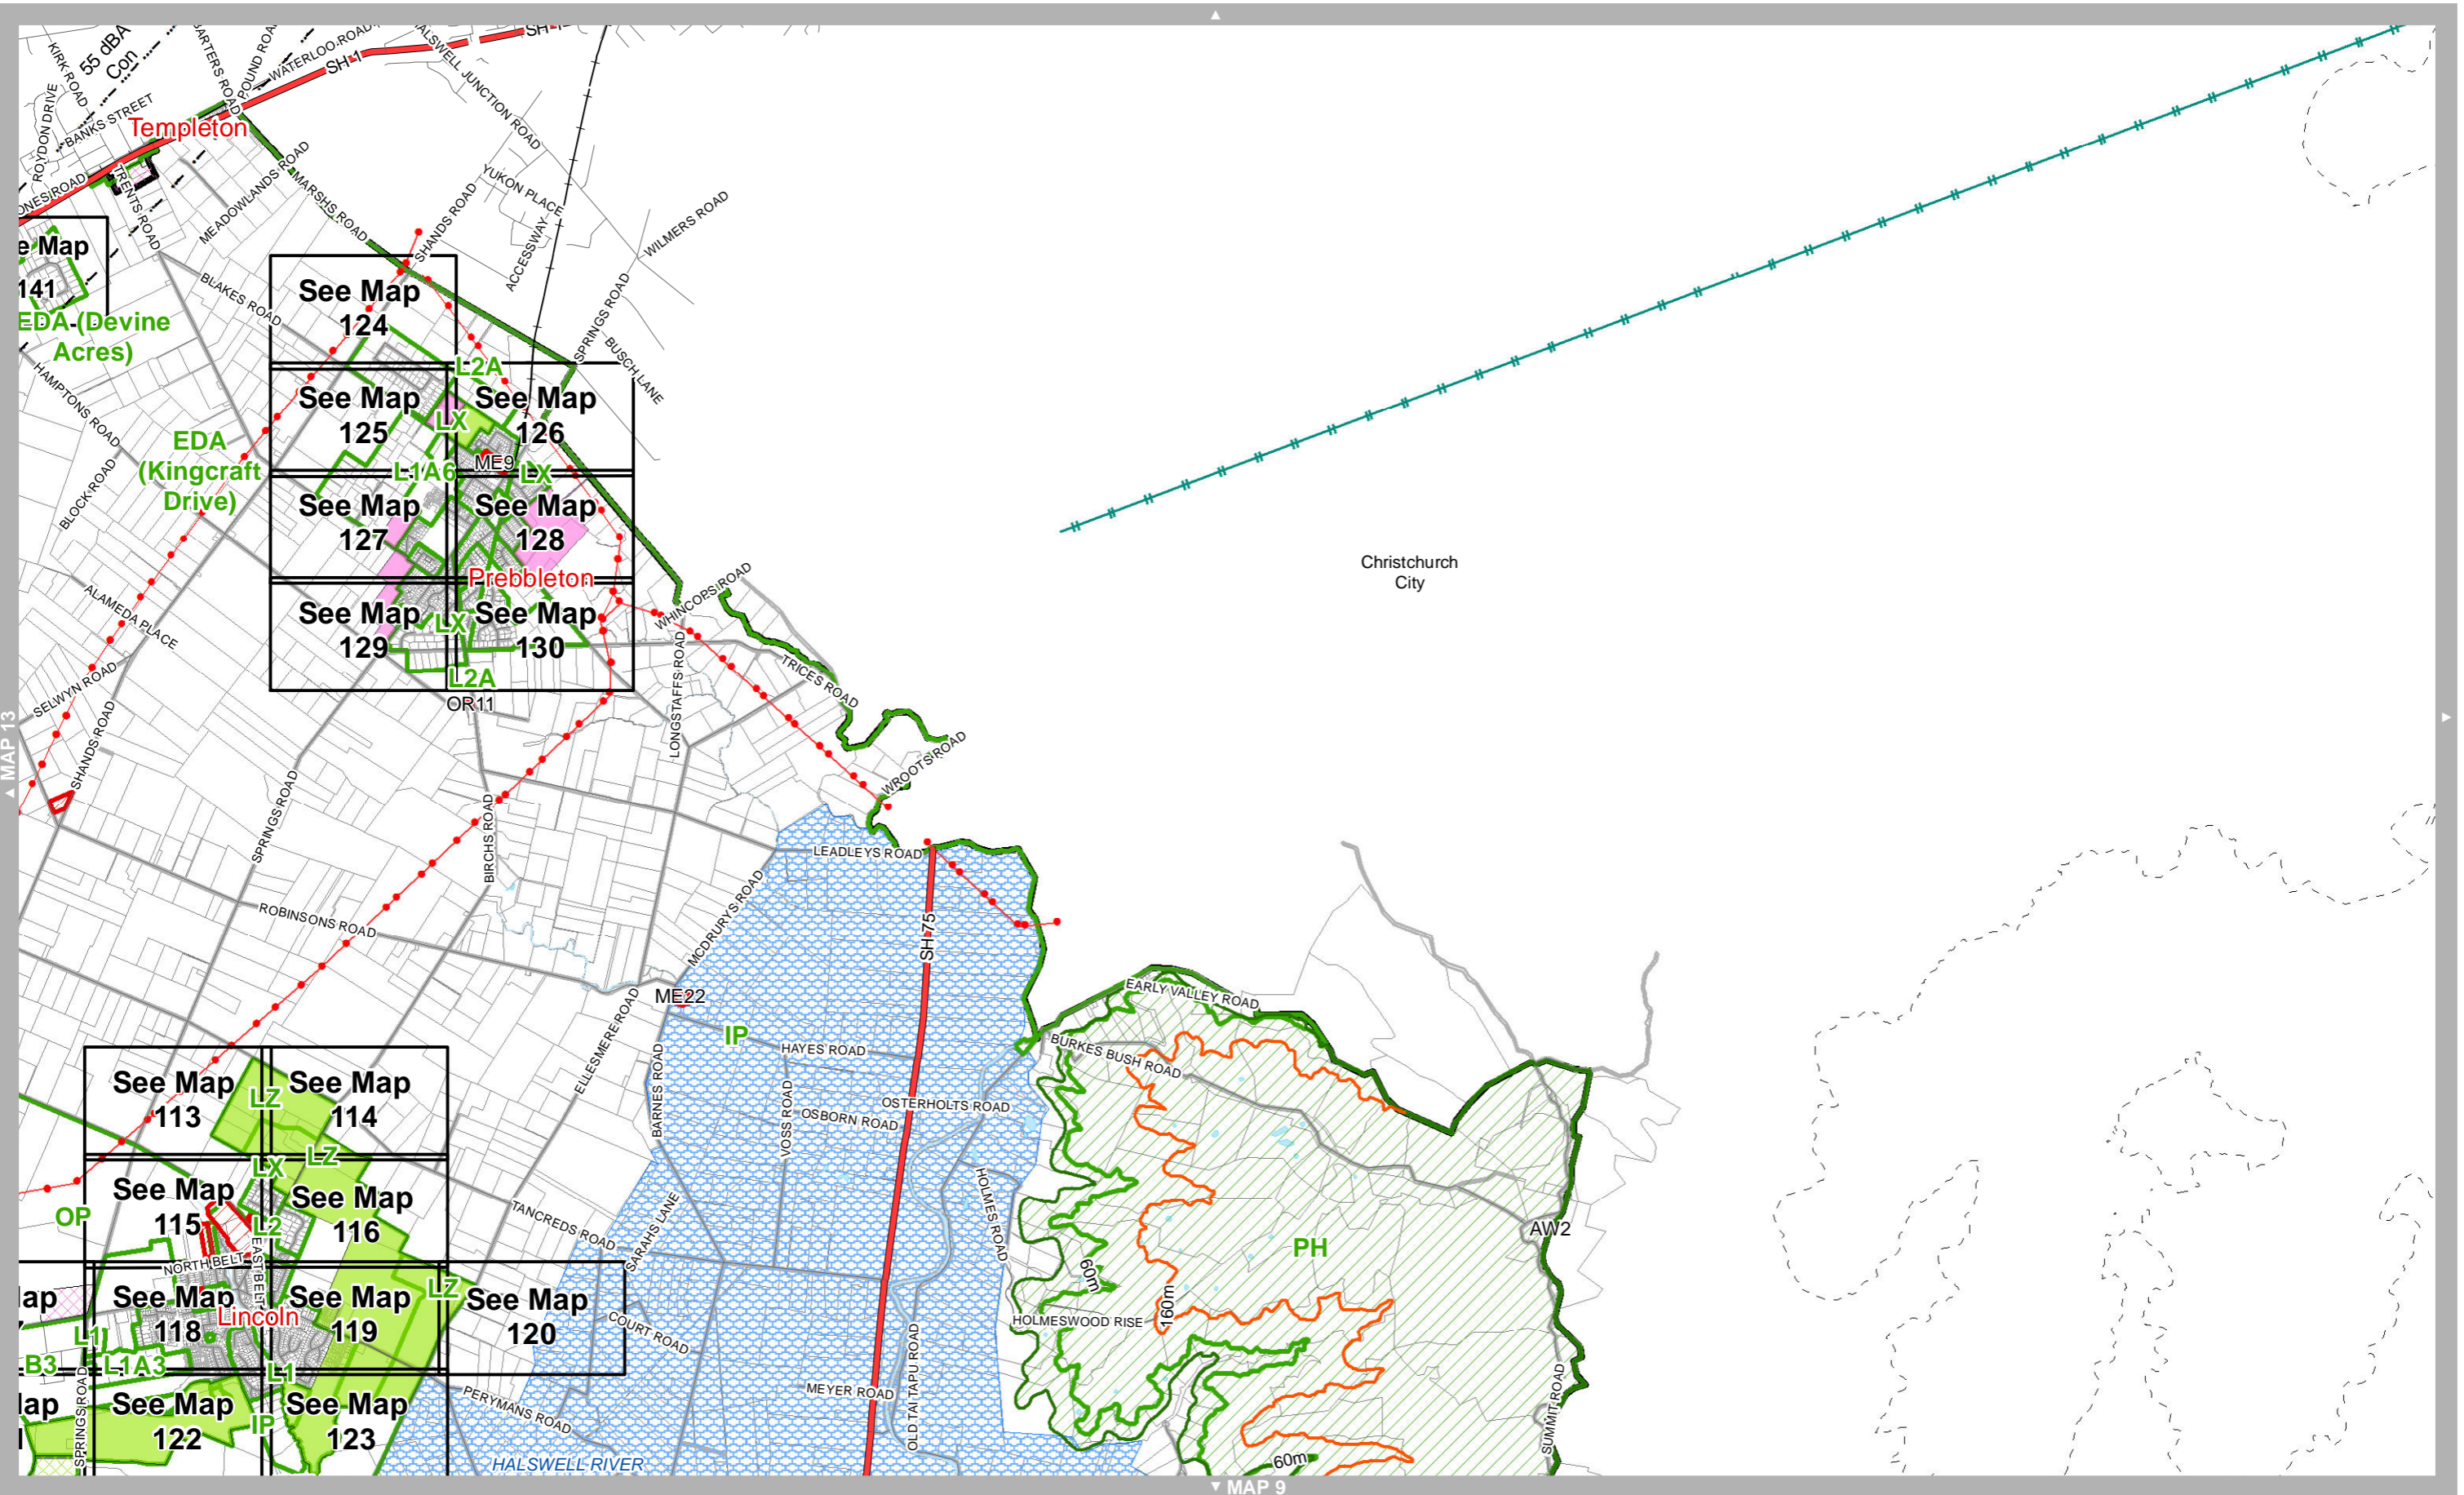 55 dBA
Con
KIRK ROAD
ROYDON DRIVE
BANKS STREET
WATERLOO ROAD
SH 1
Templeton
TRENTS ROAD
MEADOWLANDS ROAD
MARSHS ROAD
SHANDS ROAD
YUKON PLACE
ACCESSWAY
WILMERS ROAD
SPRINGS ROAD
BUSCH LANE
e Map
141
EDA (Devine
Acres)
BLAKES ROAD
HAMPTONS ROAD
BLOCK ROAD
EDA
(Kingcraft
Drive)
See Map
124
L2A
See Map
125
LX
See Map
126
ME9
L1A6
LX
See Map
127
See Map
128
Prebbleton
See Map
129
LX
See Map
130
L2A
OR11
ALAMEDA PLACE
SELWYN ROAD
SHANDS ROAD
MAP 13
SPRINGS ROAD
BIRCHS ROAD
LONGSTAFFS ROAD
WHINCOPS ROAD
TRICES ROAD
WROOTS ROAD
Christchurch
City
LEADLEYS ROAD
MCDRURYS ROAD
SH 75
ROBINSONS ROAD
ELLESMERE ROAD
ME22
IP
HAYES ROAD
BARNES ROAD
VOSS ROAD
OSBORN ROAD
OSTERHOLTS ROAD
EARLY VALLEY ROAD
BURKES BUSH ROAD
HOLMES ROAD
TANCREDS ROAD
SARAHS LANE
COURT ROAD
PERYMANS ROAD
MEYER ROAD
OLD TAI TAPU ROAD
HALSWELL RIVER
HOLMESWOOD RISE
60m
160m
60m
PH
AW2
SUMMIT ROAD
See Map
113
LZ
See Map
114
LX
LZ
See Map
115
OP
L2
See Map
116
NORTH BELT
EAST BELT
See Map
118
Lincoln
See Map
119
LZ
See Map
120
L1
B3
L1A3
L1
SPRINGS ROAD
See Map
122
IP
See Map
123
MAP 9